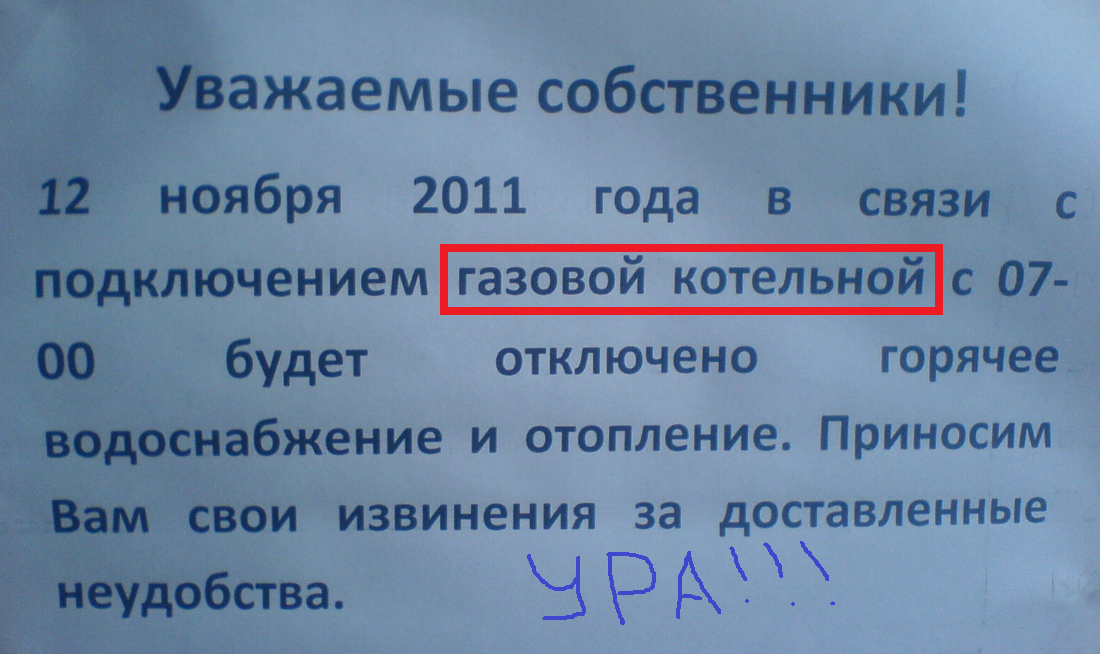 Уважаемые собственники!
12 ноября 2011 года в связи с
подключением газовой котельной с 07-
00 будет отключено горячее
водоснабжение и отопление. Приносим
Вам свои извинения за доставленные
неудобства.
УРА!!!